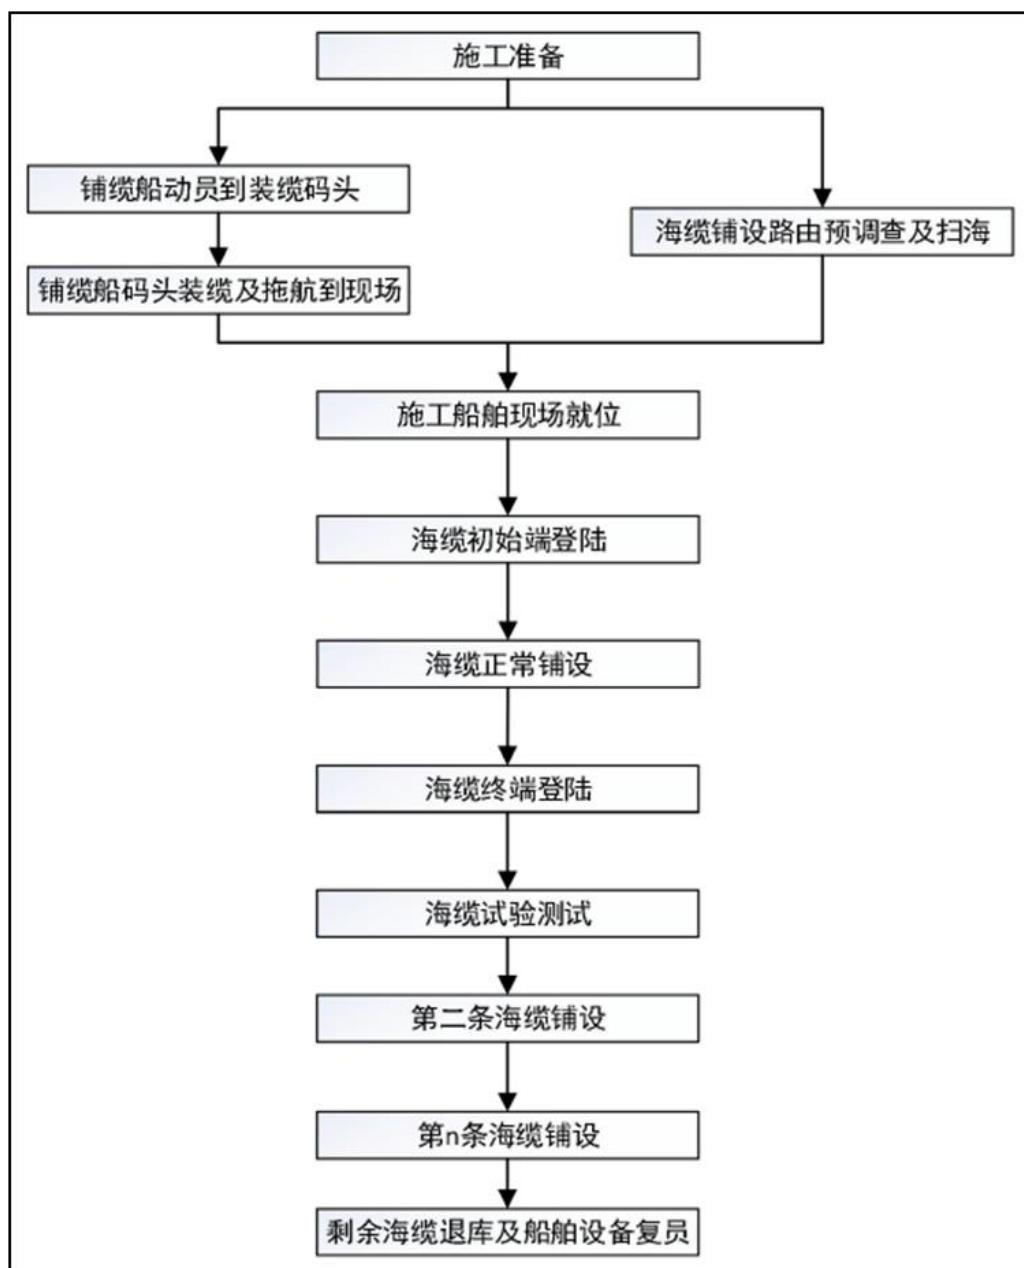 施工准备
铺缆船动员到装缆码头
海缆铺设路由预调查及扫海
铺缆船码头装缆及拖航到现场
施工船舶现场就位
海缆初始端登陆
海缆正常铺设
海缆终端登陆
海缆试验测试
第二条海缆铺设
第n条海缆铺设
剩余海缆退库及船舶设备复员